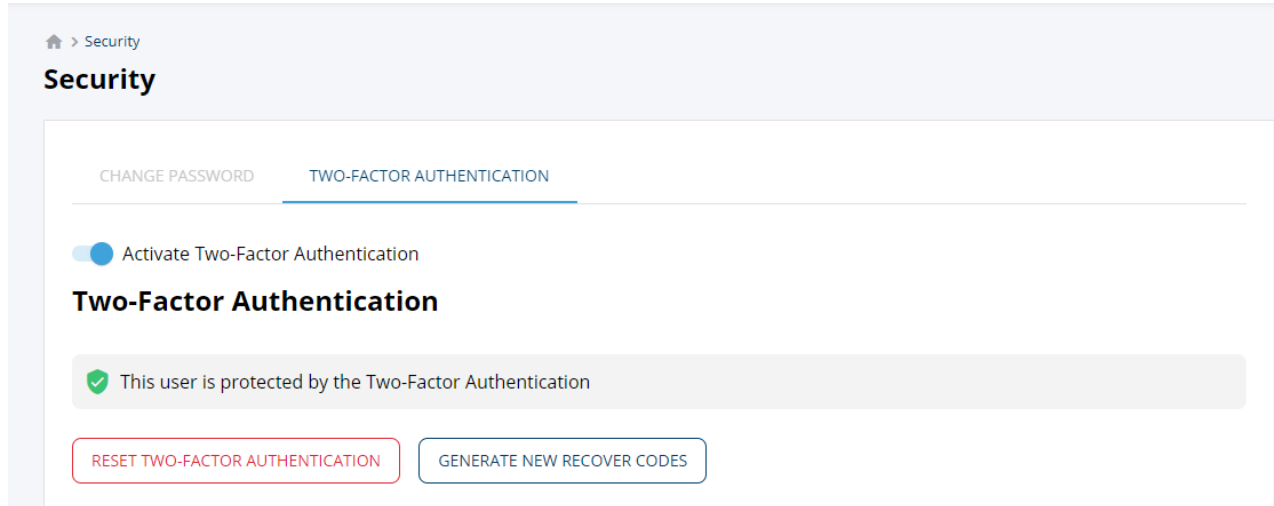 > Security
Security
CHANGE PASSWORD TWO-FACTOR AUTHENTICATION
Activate Two-Factor Authentication
Two-Factor Authentication
This user is protected by the Two-Factor Authentication
RESET TWO-FACTOR AUTHENTICATION GENERATE NEW RECOVER CODES